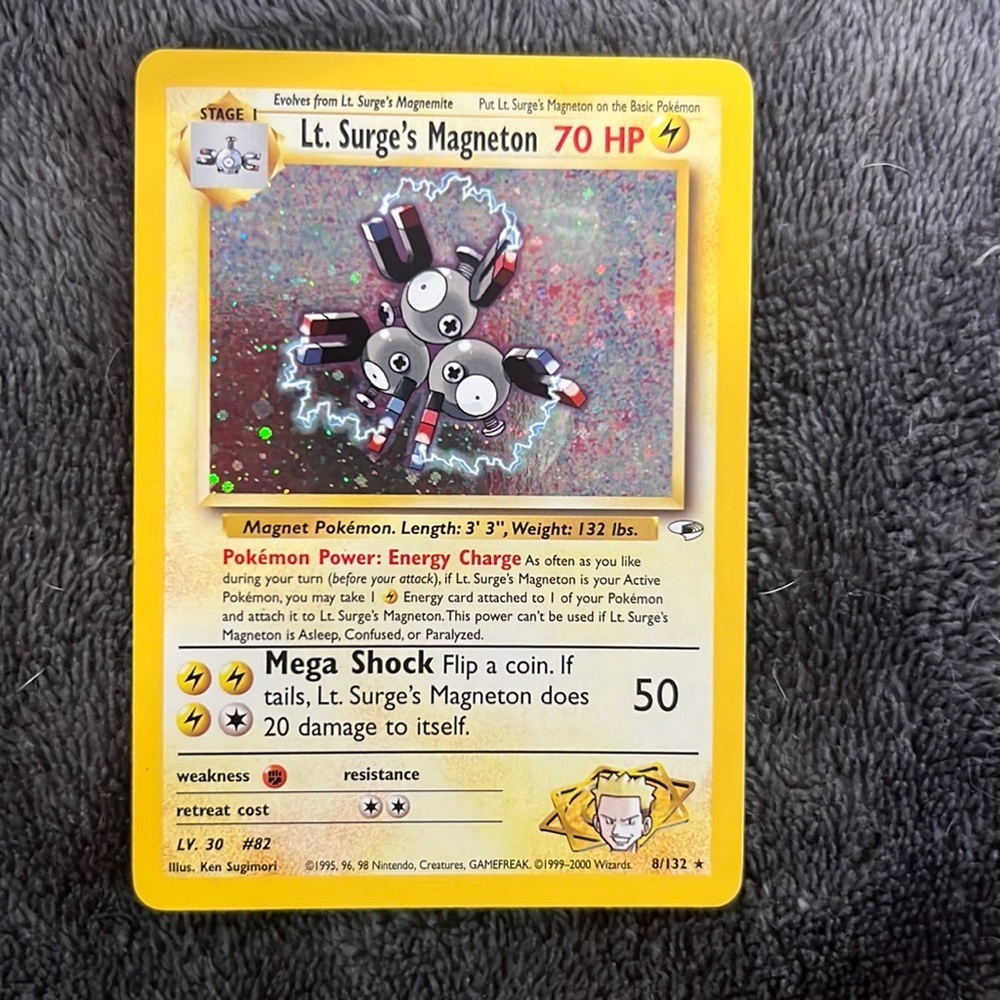 Evolves from Lt. Surge's Magnemite Put Lt. Surge's Magneton on the Basic Pokémon
STAGE 1
Lt. Surge's Magneton 70 HP
Magnet Pokémon. Length: 3' 3", Weight: 132 lbs.
Pokémon Power: Energy Charge As often as you like
during your turn (before your attack), if Lt. Surge's Magneton is your Active
Pokémon, you may take 1 Energy card attached to 1 of your Pokémon
and attach it to Lt. Surge's Magneton. This power can't be used if Lt. Surge's
Magneton is Asleep, Confused, or Paralyzed.
Mega Shock Flip a coin. If
tails, Lt. Surge's Magneton does 50
20 damage to itself.
weakness resistance
retreat cost
LV. 30 #82
Illus. Ken Sugimori ©1995, 96, 98 Nintendo, Creatures, GAMEFREAK. ©1999-2000 Wizards. 8/132 ★